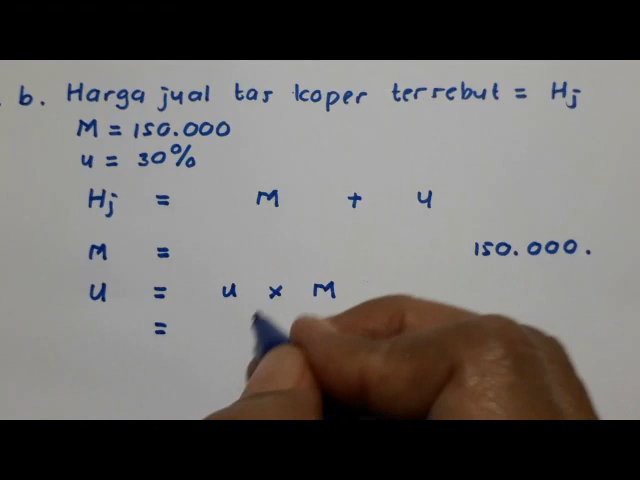 b. Harga jual tas koper tersebut = Hj
M = 150.000
u = 30%
Hj = M + U
M = 150.000.
U = u × M
=